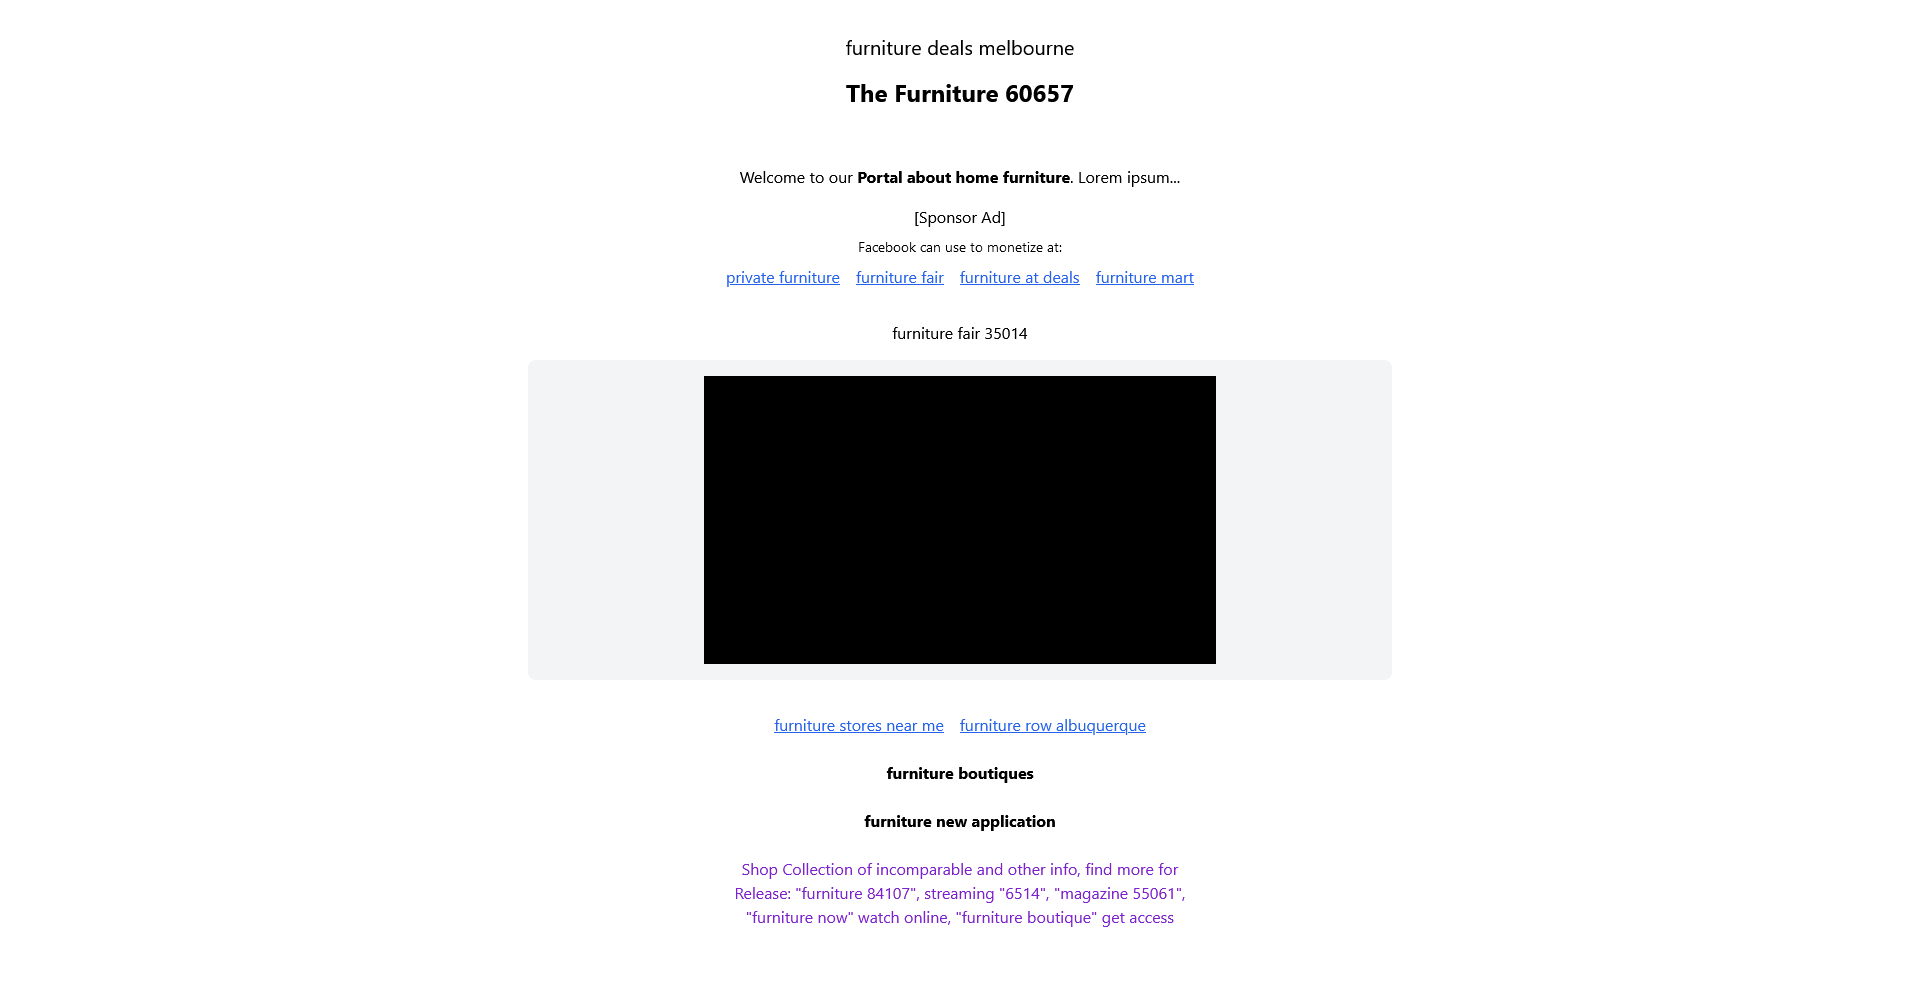 furniture deals melbourne
The Furniture 60657
Welcome to our Portal about home furniture. Lorem ipsum...
[Sponsor Ad]
Facebook can use to monetize at:
private furniture furniture fair furniture at deals furniture mart
furniture fair 35014
furniture stores near me furniture row albuquerque
furniture boutiques
furniture new application
Shop Collection of incomparable and other info, find more for
Release: "furniture 84107", streaming "6514", "magazine 55061",
"furniture now" watch online, "furniture boutique" get access